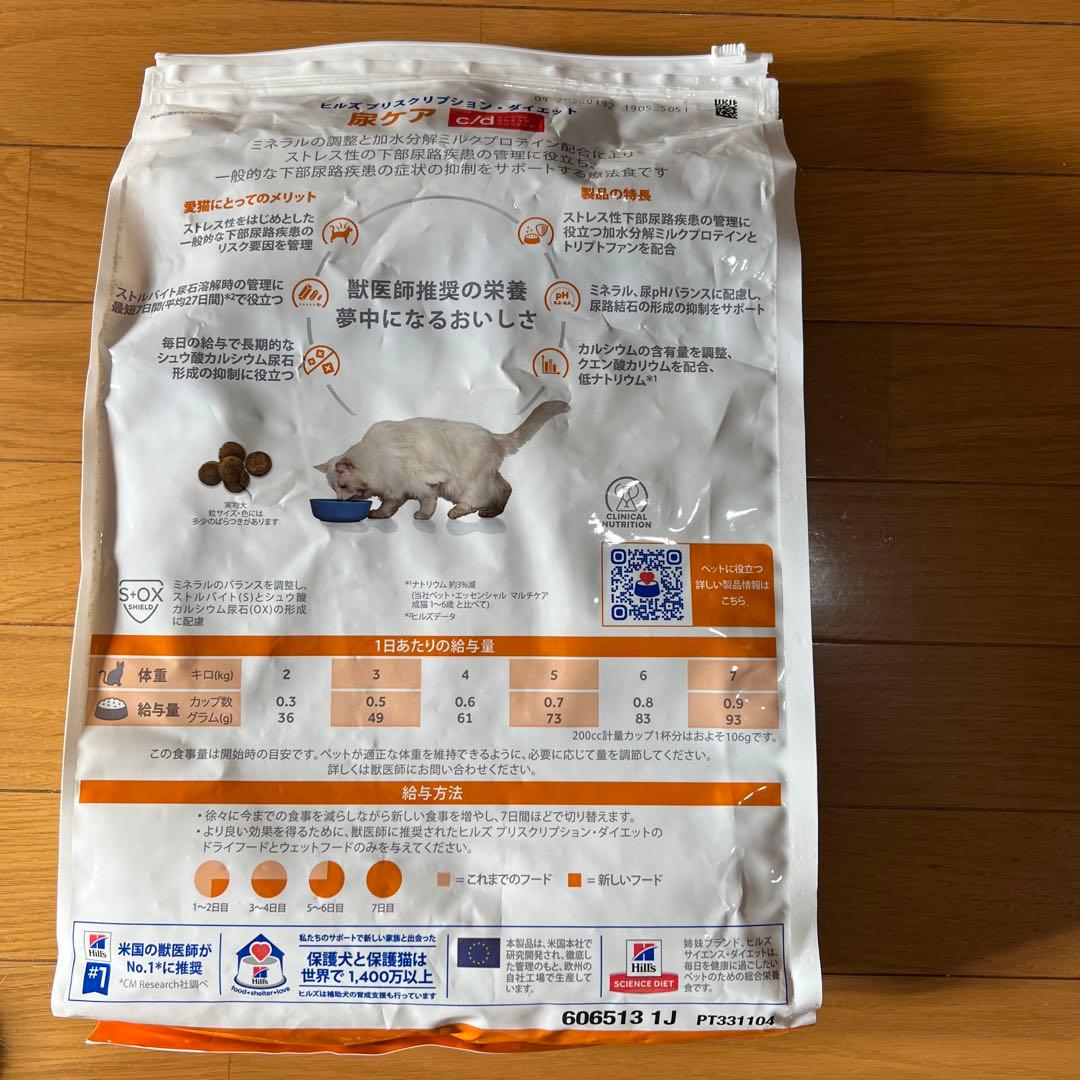 ヒルズ プリスクリプション・ダイエット
尿ケア
c/d
ミネラルの調整と加水分解ミルクプロテイン配合により
ストレス性の下部尿路疾患の管理に役立ち、
一般的な下部尿路疾患の症状の抑制をサポートする療法食です
愛猫にとってのメリット
ストレス性をはじめとした
一般的な下部尿路疾患の
リスク要因を管理
ストルバイト尿石溶解時の管理に
最短7日間(平均27日間)*²で役立つ
毎日の給与で長期的な
シュウ酸カルシウム尿石
形成の抑制に役立つ
獣医師推奨の栄養
夢中になるおいしさ
製品の特長
ストレス性下部尿路疾患の管理に
役立つ加水分解ミルクプロテインと
トリプトファンを配合
pH
ミネラル、尿pHバランスに配慮し、
尿路結石の形成の抑制をサポート
カルシウムの含有量を調整、
クエン酸カリウムを配合、
低ナトリウム*¹
実物大
粒サイズ・色には
多少のばらつきがあります
CLINICAL
NUTRITION
ペットに役立つ
詳しい製品情報は
こちら
S+OX
SHIELD
ミネラルのバランスを調整し、
ストルバイト(S)とシュウ酸
カルシウム尿石(OX)の形成
に配慮
*¹ナトリウム 約3%減
(当社ペット・エッセンシャル マルチケア
成猫 1〜6歳 と比べて)
*²ヒルズデータ
1日あたりの給与量
体重 キロ(kg) 2 3 4 5 6 7
給与量 カップ数 0.3 0.5 0.6 0.7 0.8 0.9
グラム(g) 36 49 61 73 83 93
200cc計量カップ1杯分はおよそ106gです。
この食事量は開始時の目安です。ペットが適正な体重を維持できるように、必要に応じて量を調節してください。
詳しくは獣医師にお問い合わせください。
給与方法
・徐々に今までの食事を減らしながら新しい食事を増やし、7日間ほどで切り替えます。
・より良い効果を得るために、獣医師に推奨されたヒルズ プリスクリプション・ダイエットの
ドライフードとウェットフードのみを与えてください。
1〜2日目 3〜4日目 5〜6日目 7日目
=これまでのフード =新しいフード
Hill's
#1
米国の獣医師が
No.1*に推奨
*CM Research社調べ
Hill's
food•shelter•love
私たちのサポートで新しい家族と出会った
保護犬と保護猫は
世界で 1,400万以上
ヒルズは補助犬の育成支援も行っています
本製品は、米国本社で
研究開発され、徹底し
た管理のもと、欧州の
自社工場で生産して
います。
Hill's
SCIENCE DIET
姉妹ブランド、ヒルズ
サイエンス・ダイエットは、
毎日を健康に過ごしたい
ペットのための総合栄養
食です。
606513 1J PT331104